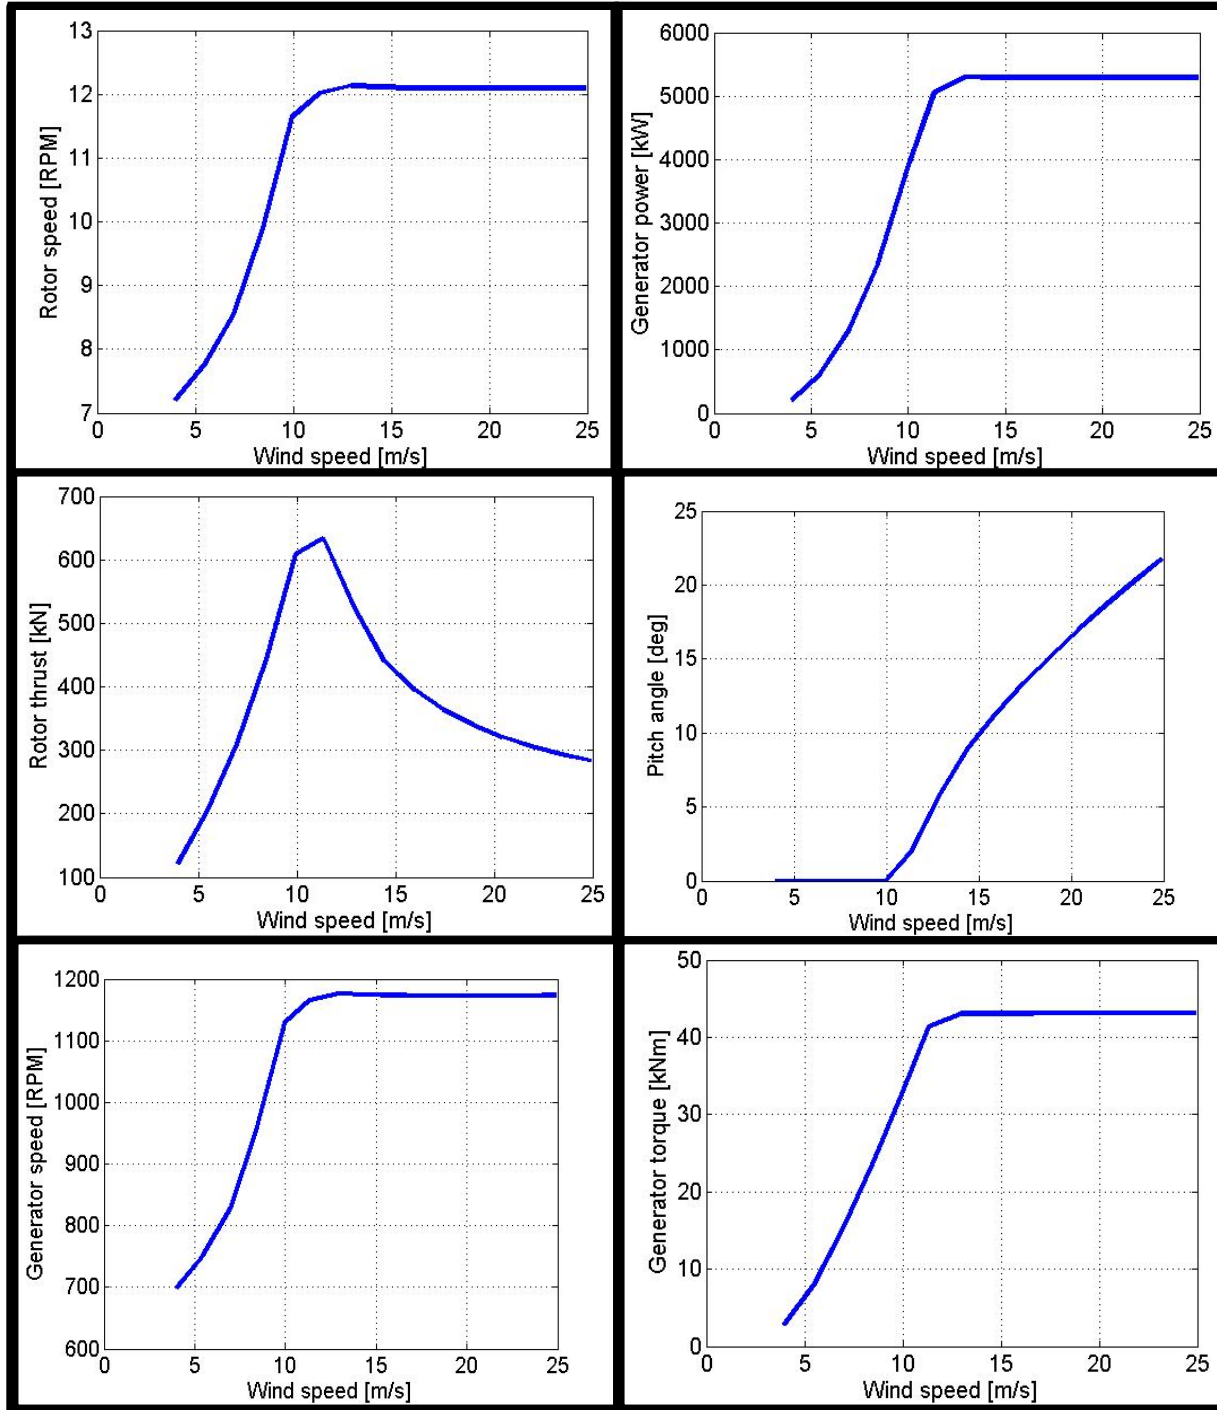 13
12
11
10
9
8
7
0 5 10 15 20 25
Rotor speed [RPM]
Wind speed [m/s]
6000
5000
4000
3000
2000
1000
0
0 5 10 15 20 25
Generator power [kW]
Wind speed [m/s]
700
600
500
400
300
200
100
0 5 10 15 20 25
Rotor thrust [kN]
Wind speed [m/s]
25
20
15
10
5
0
0 5 10 15 20 25
Pitch angle [deg]
Wind speed [m/s]
1200
1100
1000
900
800
700
600
0 5 10 15 20 25
Generator speed [RPM]
Wind speed [m/s]
50
40
30
20
10
0
0 5 10 15 20 25
Generator torque [kNm]
Wind speed [m/s]